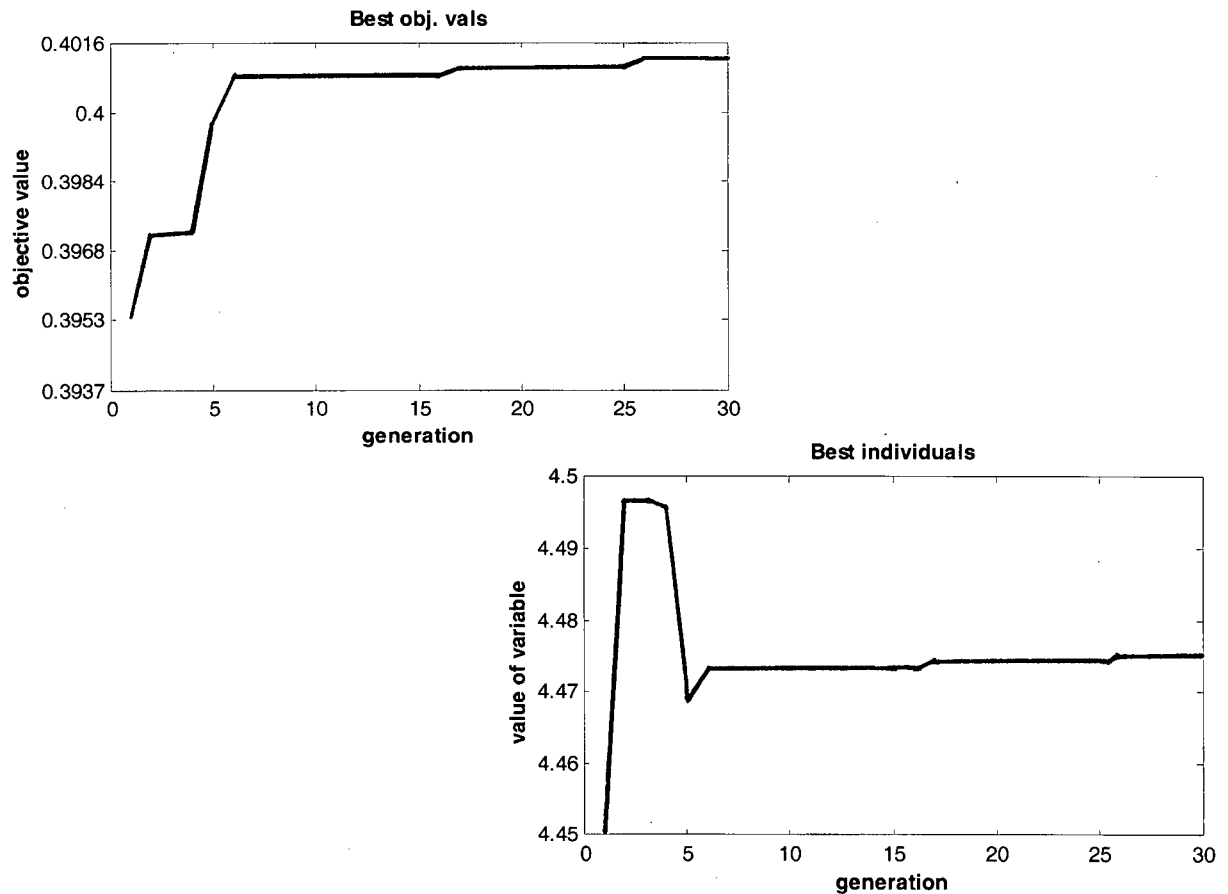 Best obj. vals
0.4016
0.4
0.3984
0.3968
0.3953
0.3937
objective value
0 5 10 15 20 25 30
generation
Best individuals
4.5
4.49
4.48
4.47
4.46
4.45
value of variable
0 5 10 15 20 25 30
generation